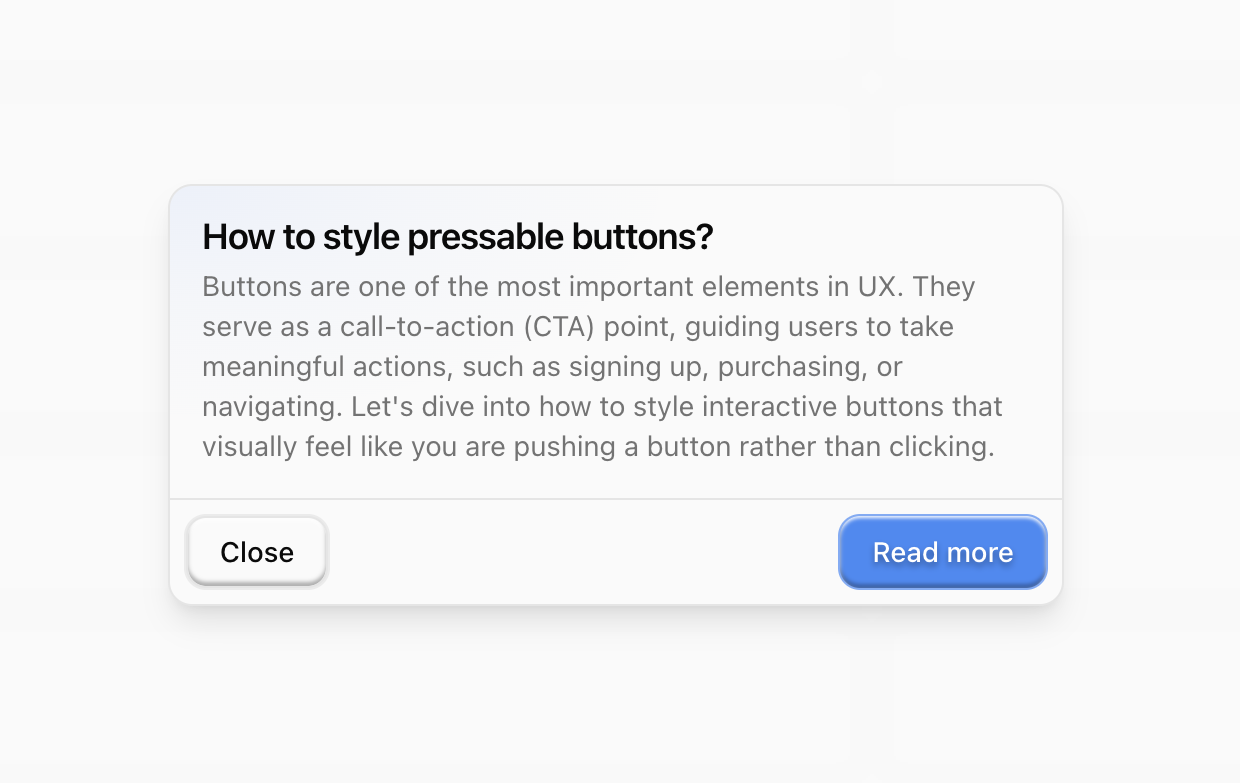 How to style pressable buttons?
Buttons are one of the most important elements in UX. They
serve as a call-to-action (CTA) point, guiding users to take
meaningful actions, such as signing up, purchasing, or
navigating. Let's dive into how to style interactive buttons that
visually feel like you are pushing a button rather than clicking.
Close
Read more